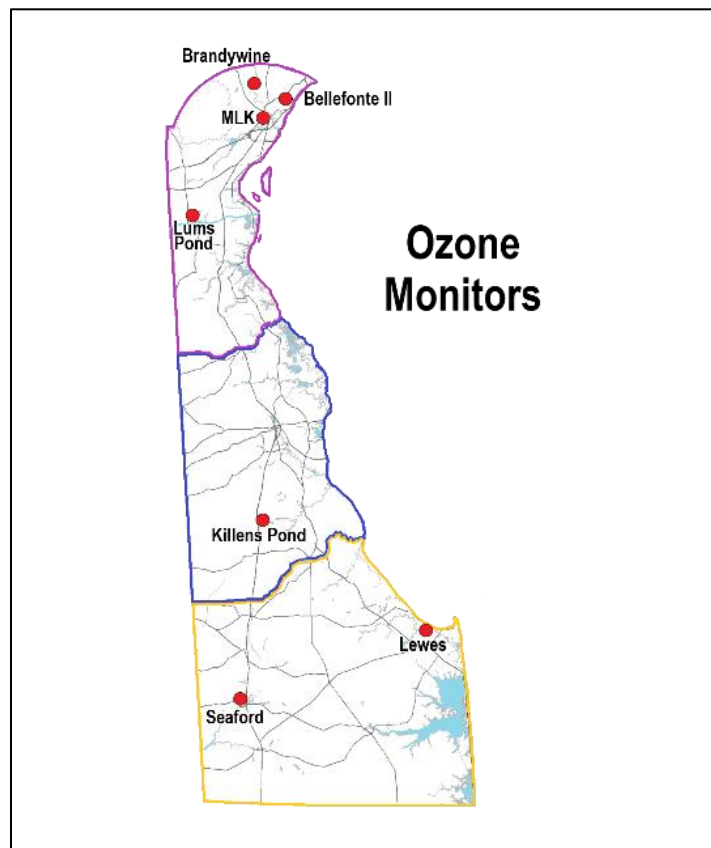 Brandywine
Bellefonte II
MLK
Lums
Pond
Ozone
Monitors
Killens Pond
Lewes
Seaford